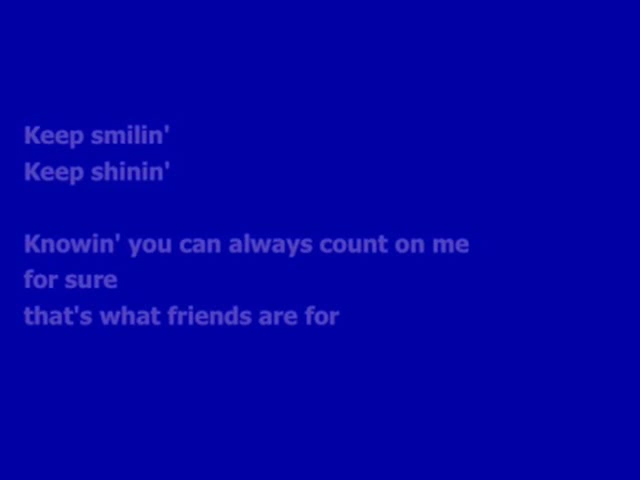 Keep smilin'
Keep shinin'
Knowin' you can always count on me
for sure
that's what friends are for